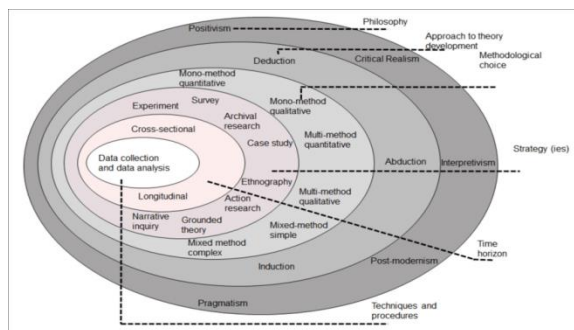 Philosophy
Positivism
Approach to theory
development
Deduction
Critical Realism
Methodological
choice
Mono-method
quantitative
Mono-method
qualitative
Survey
Experiment
Archival
research
Cross-sectional
Multi-method
quantitative
Case study
Strategy (ies)
Data collection
and data analysis
Abduction
Interpretivism
Ethnography
Longitudinal
Action
research
Multi-method
qualitative
Narrative
inquiry
Grounded
theory
Mixed-method
simple
Mixed method
complex
Time
horizon
Induction
Post-modernism
Pragmatism
Techniques and
procedures